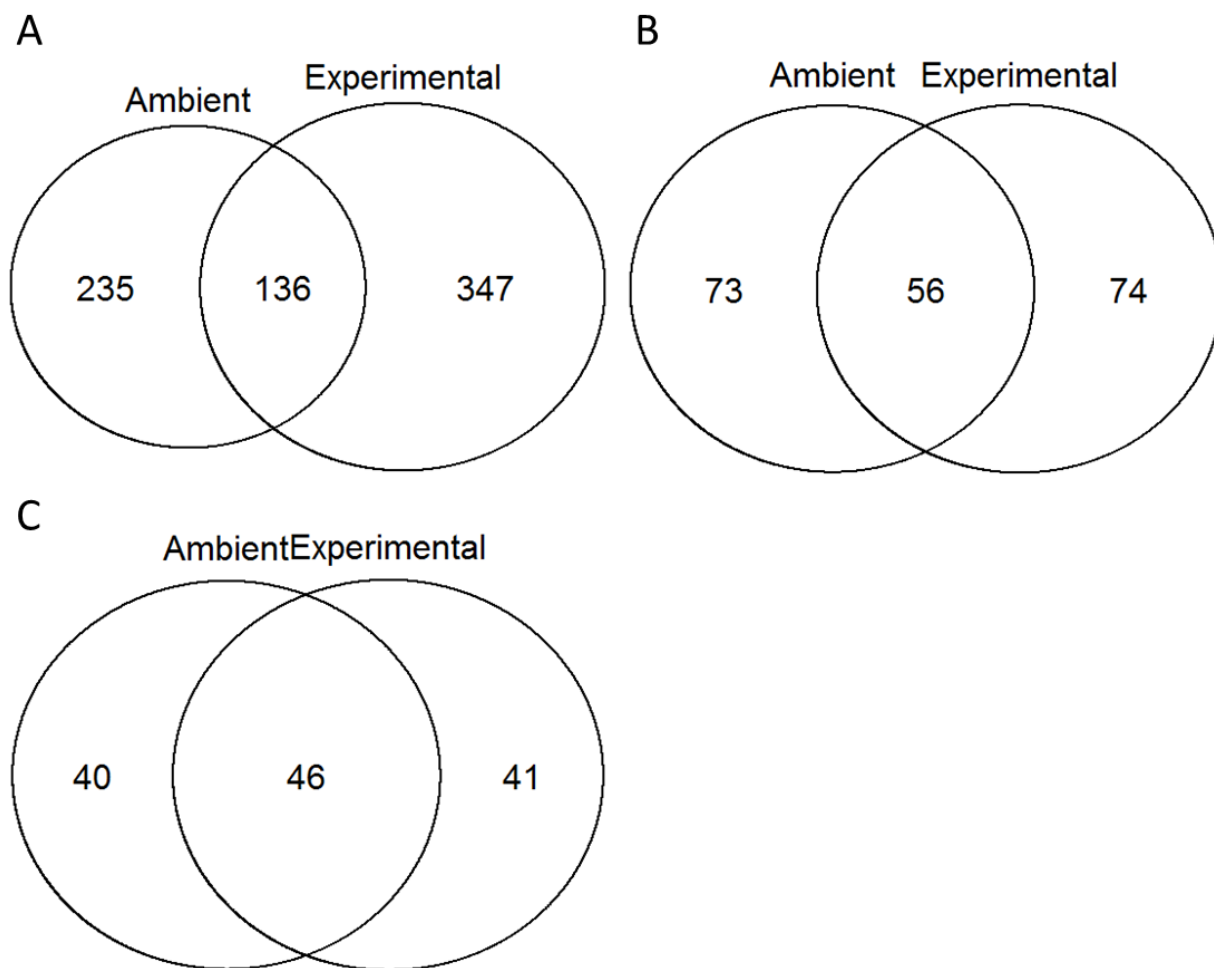 A
Ambient Experimental
235 136 347
B
Ambient Experimental
73 56 74
C
AmbientExperimental
40 46 41